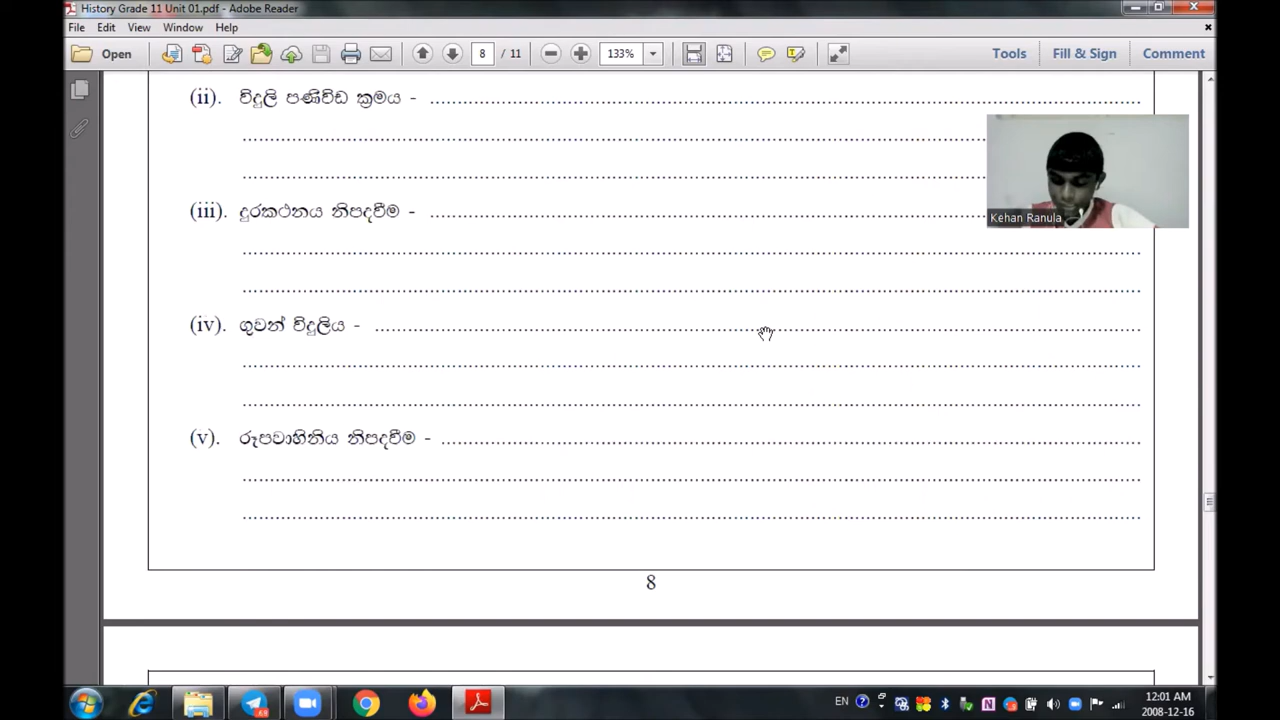 History Grade 11 Unit 01.pdf - Adobe Reader
File Edit View Window Help
Open 8 / 11 133% Tools Fill & Sign Comment
(ii). විදුලි පණිවිඩ ක්‍රමය - ........................................
........................................
........................................
(iii). දුරකථනය නිපදවීම - ........................................
Kehan Ranula
........................................
........................................
(iv). ගුවන් විදුලිය - ........................................
........................................
........................................
(v). රූපවාහිනිය නිපදවීම - ........................................
........................................
........................................
8
EN 12:01 AM
2008-12-16